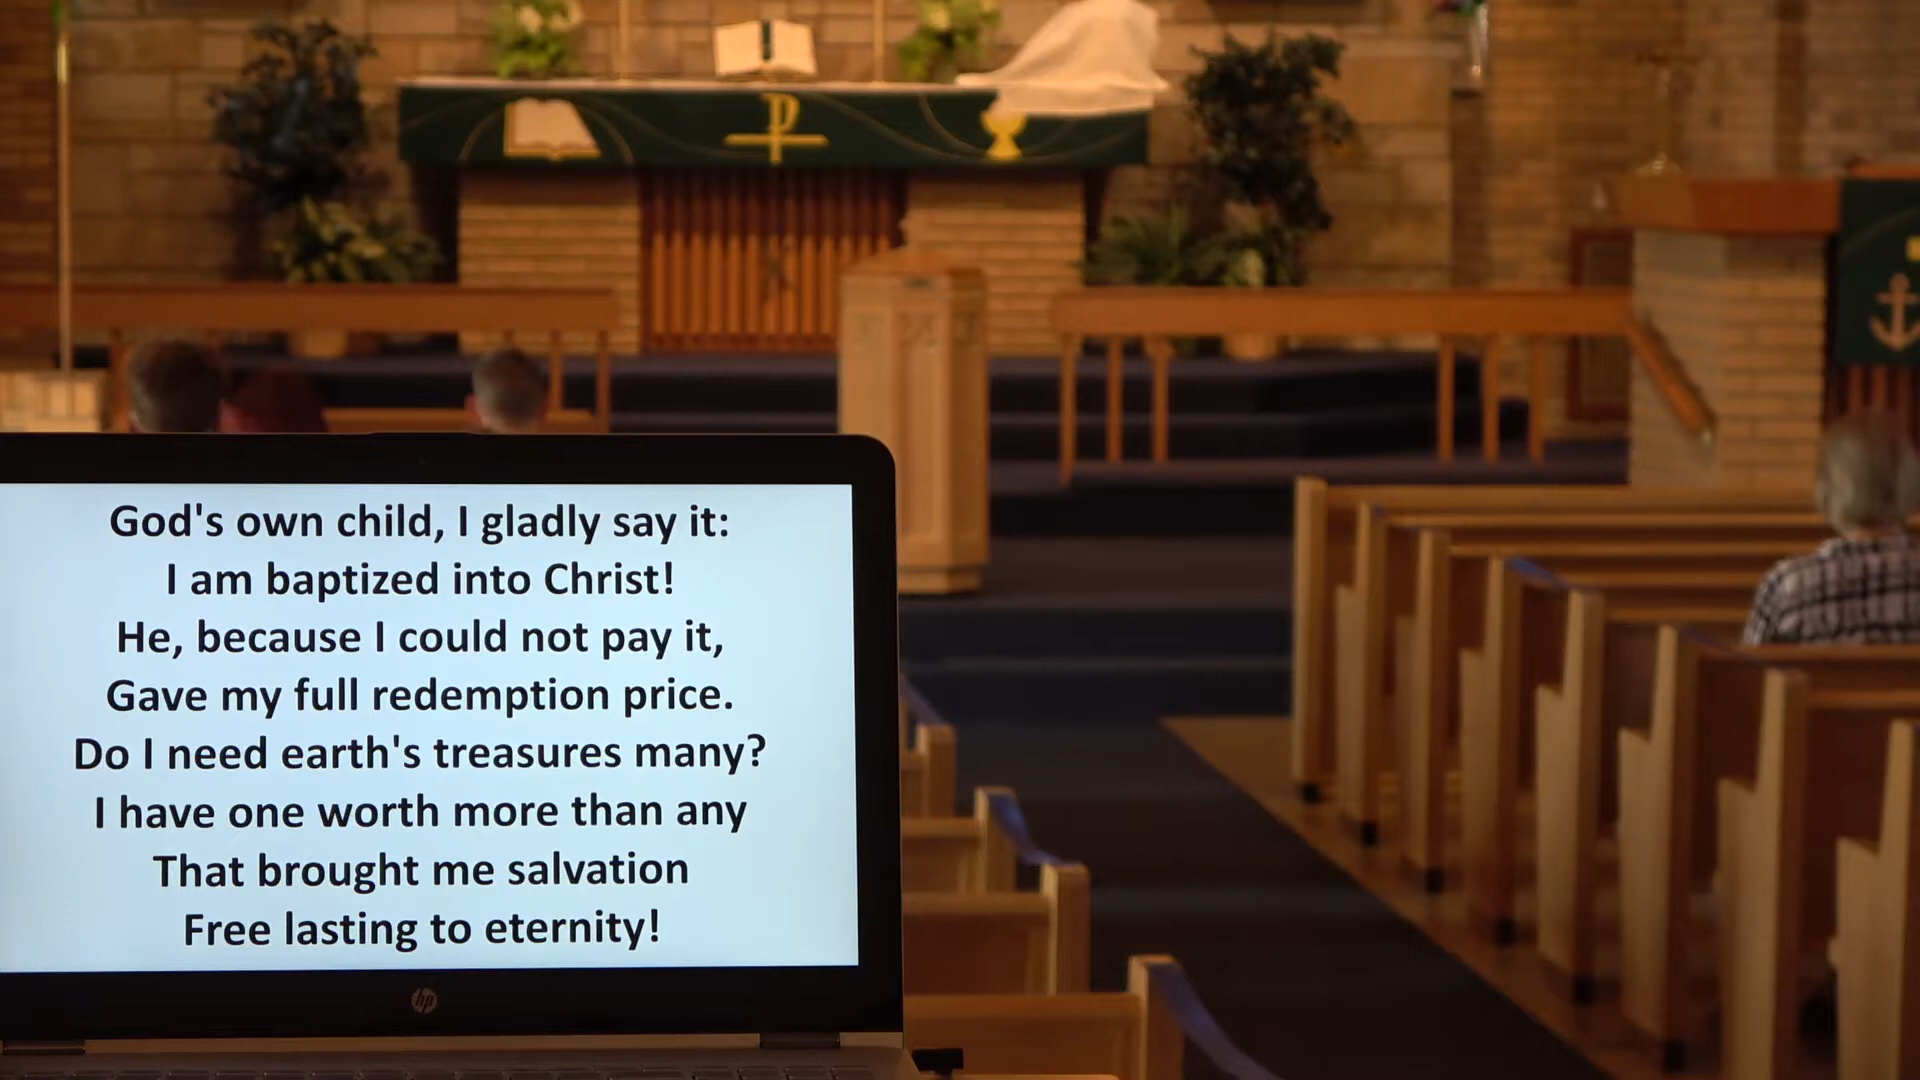 God's own child, I gladly say it:
I am baptized into Christ!
He, because I could not pay it,
Gave my full redemption price.
Do I need earth's treasures many?
I have one worth more than any
That brought me salvation
Free lasting to eternity!
hp